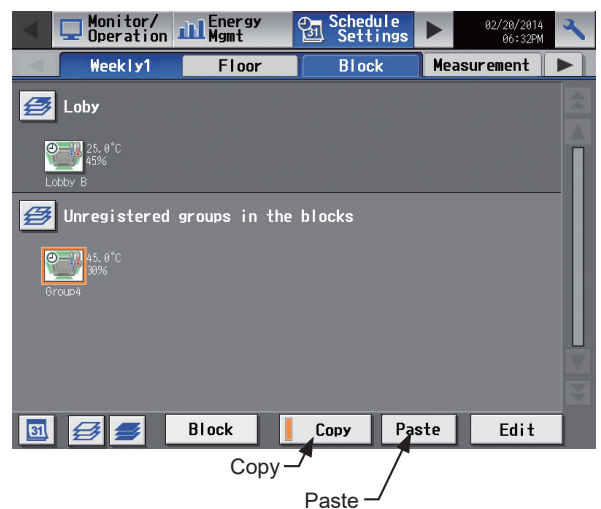 Monitor/ Operation
Energy Mgmt
Schedule Settings
02/20/2014
06:32PM
Weekly1 Floor Block Measurement
Loby
25.0°C
45%
Lobby B
Unregistered groups in the blocks
45.0°C
30%
Group4
31 Block Copy Paste Edit
Copy
Paste